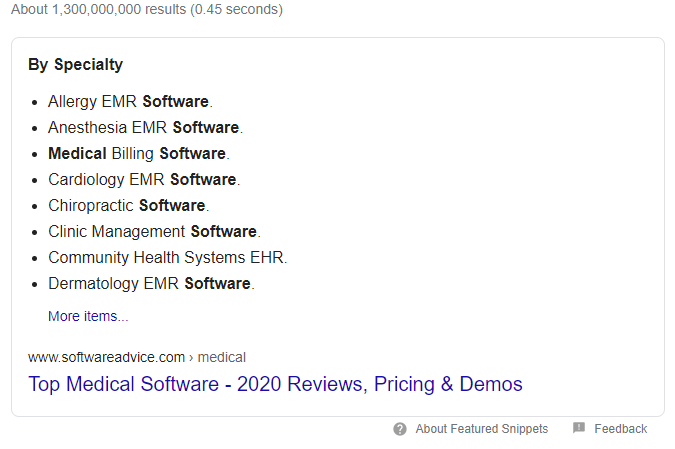 About 1,300,000,000 results (0.45 seconds)
By Specialty
• Allergy EMR Software.
• Anesthesia EMR Software.
• Medical Billing Software.
• Cardiology EMR Software.
• Chiropractic Software.
• Clinic Management Software.
• Community Health Systems EHR.
• Dermatology EMR Software.
More items...
www.softwareadvice.com › medical
Top Medical Software - 2020 Reviews, Pricing & Demos
About Featured Snippets Feedback